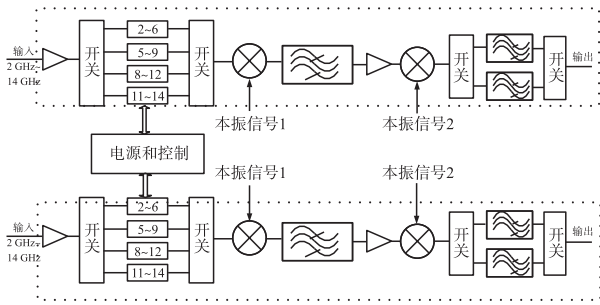 输入
2 GHz~
14 GHz
开关
2~6
5~9
8~12
11~14
开关
本振信号1
本振信号2
开关
开关
输出
电源和控制
本振信号1
本振信号2
输入
2 GHz~
14 GHz
开关
2~6
5~9
8~12
11~14
开关
开关
开关
输出